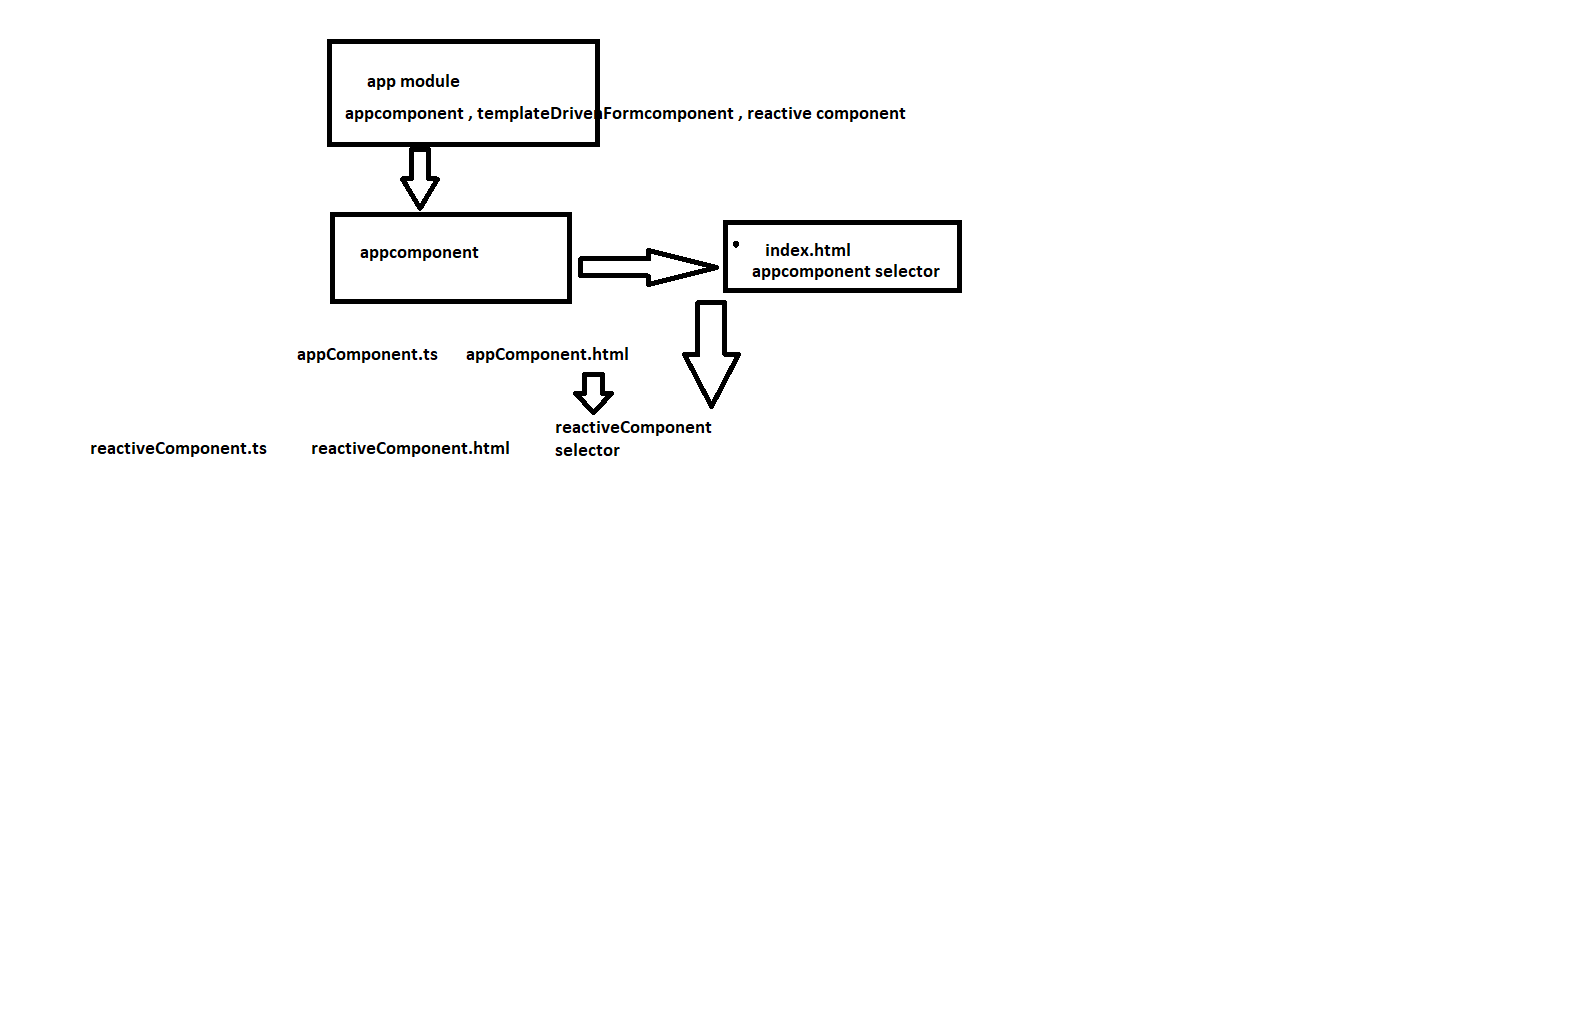 app module
appcomponent , templateDrivenFormcomponent , reactive component
appcomponent
index.html
appcomponent selector
appComponent.ts appComponent.html
reactiveComponent
selector
reactiveComponent.ts reactiveComponent.html